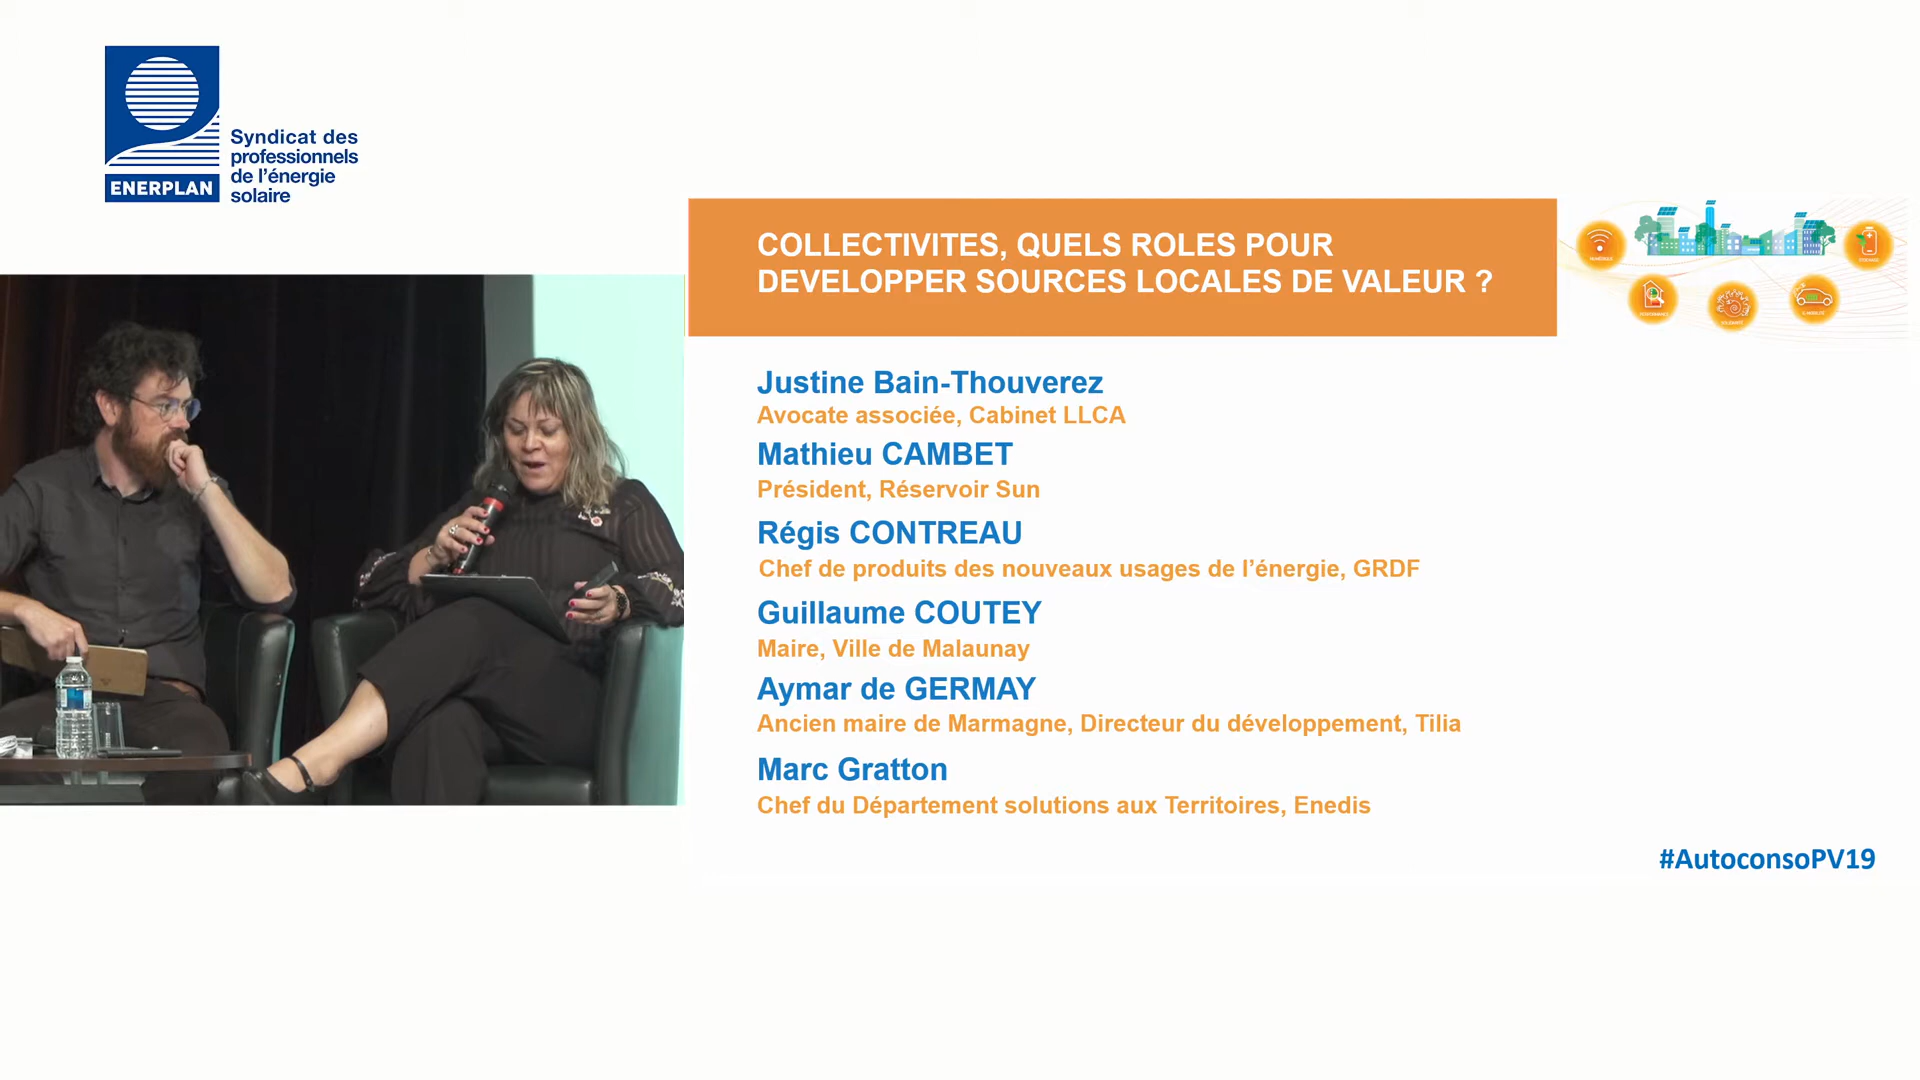 Syndicat des
professionnels
de l'énergie
solaire
ENERPLAN
COLLECTIVITES, QUELS ROLES POUR
DEVELOPPER SOURCES LOCALES DE VALEUR ?
Justine Bain-Thouverez
Avocate associée, Cabinet LLCA
Mathieu CAMBET
Président, Réservoir Sun
Régis CONTREAU
Chef de produits des nouveaux usages de l'énergie, GRDF
Guillaume COUTEY
Maire, Ville de Malaunay
Aymar de GERMAY
Ancien maire de Marmagne, Directeur du développement, Tilia
Marc Gratton
Chef du Département solutions aux Territoires, Enedis
#AutoconsoPV19